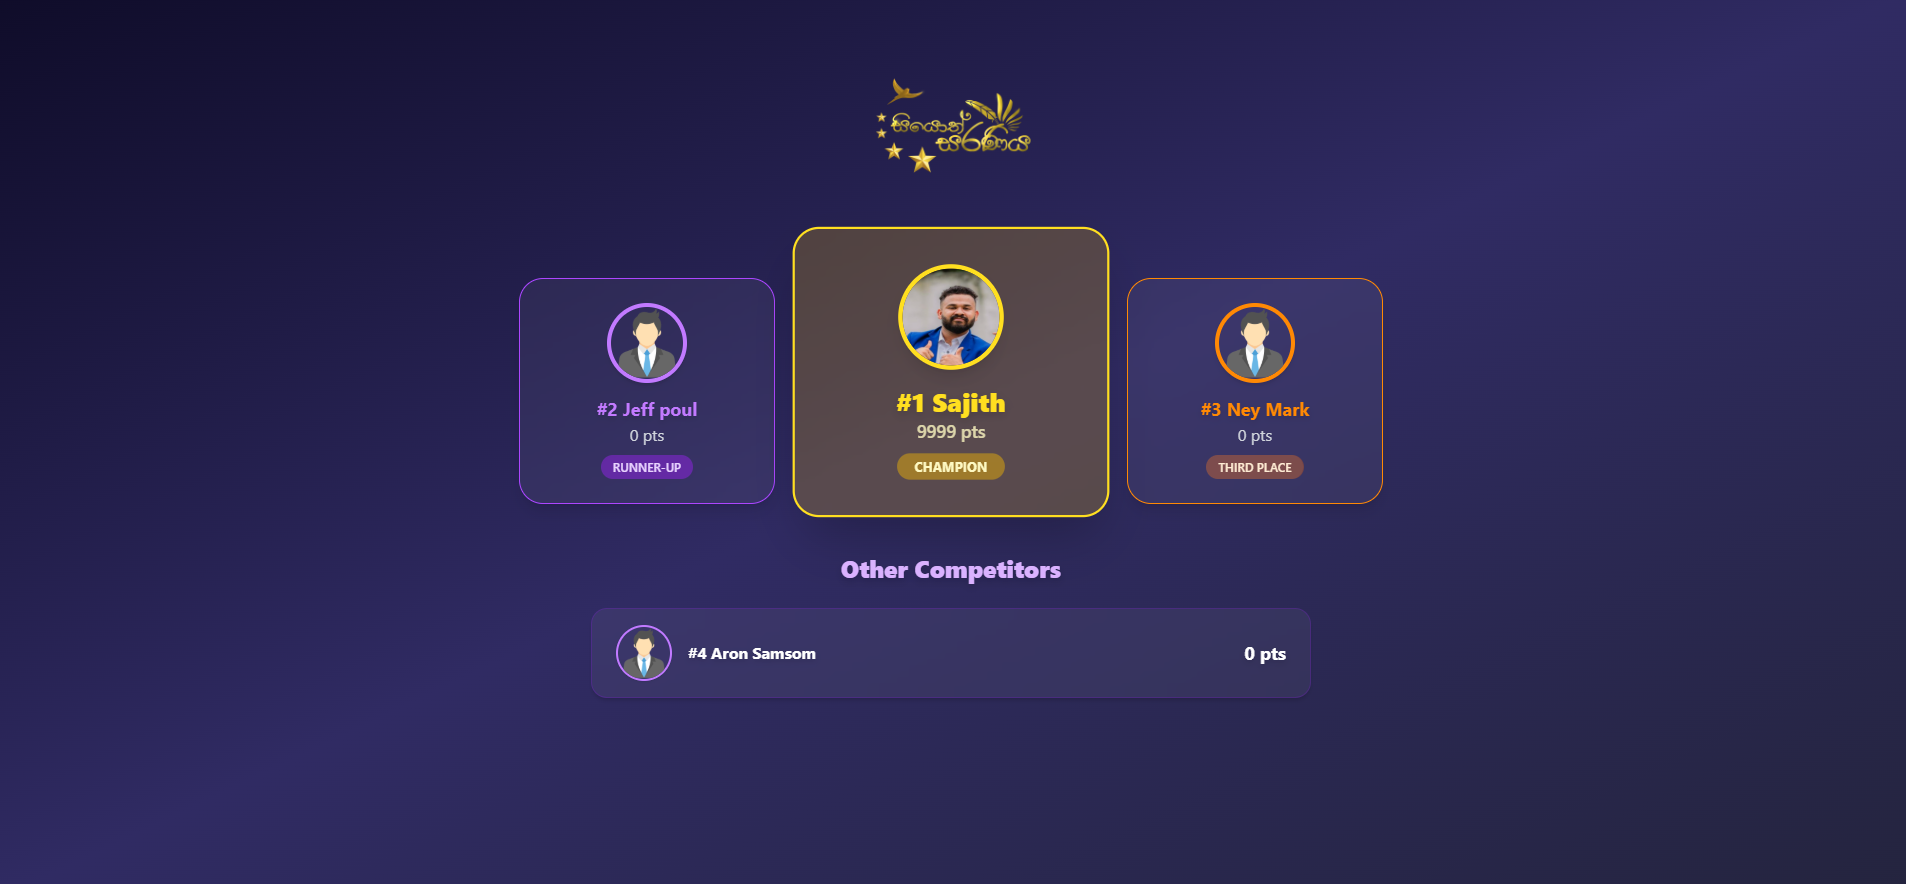 සියොත්
සරණිය
#1 Sajith
9999 pts
CHAMPION
#2 Jeff poul
0 pts
RUNNER-UP
#3 Ney Mark
0 pts
THIRD PLACE
Other Competitors
#4 Aron Samsom
0 pts